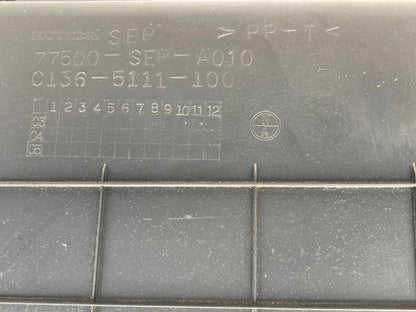 HONDA SEP >PP-T<
77500-SEP-A010
C136-5111-100
1 2 3 4 5 6 7 8 9 10 11 12
03
04
05